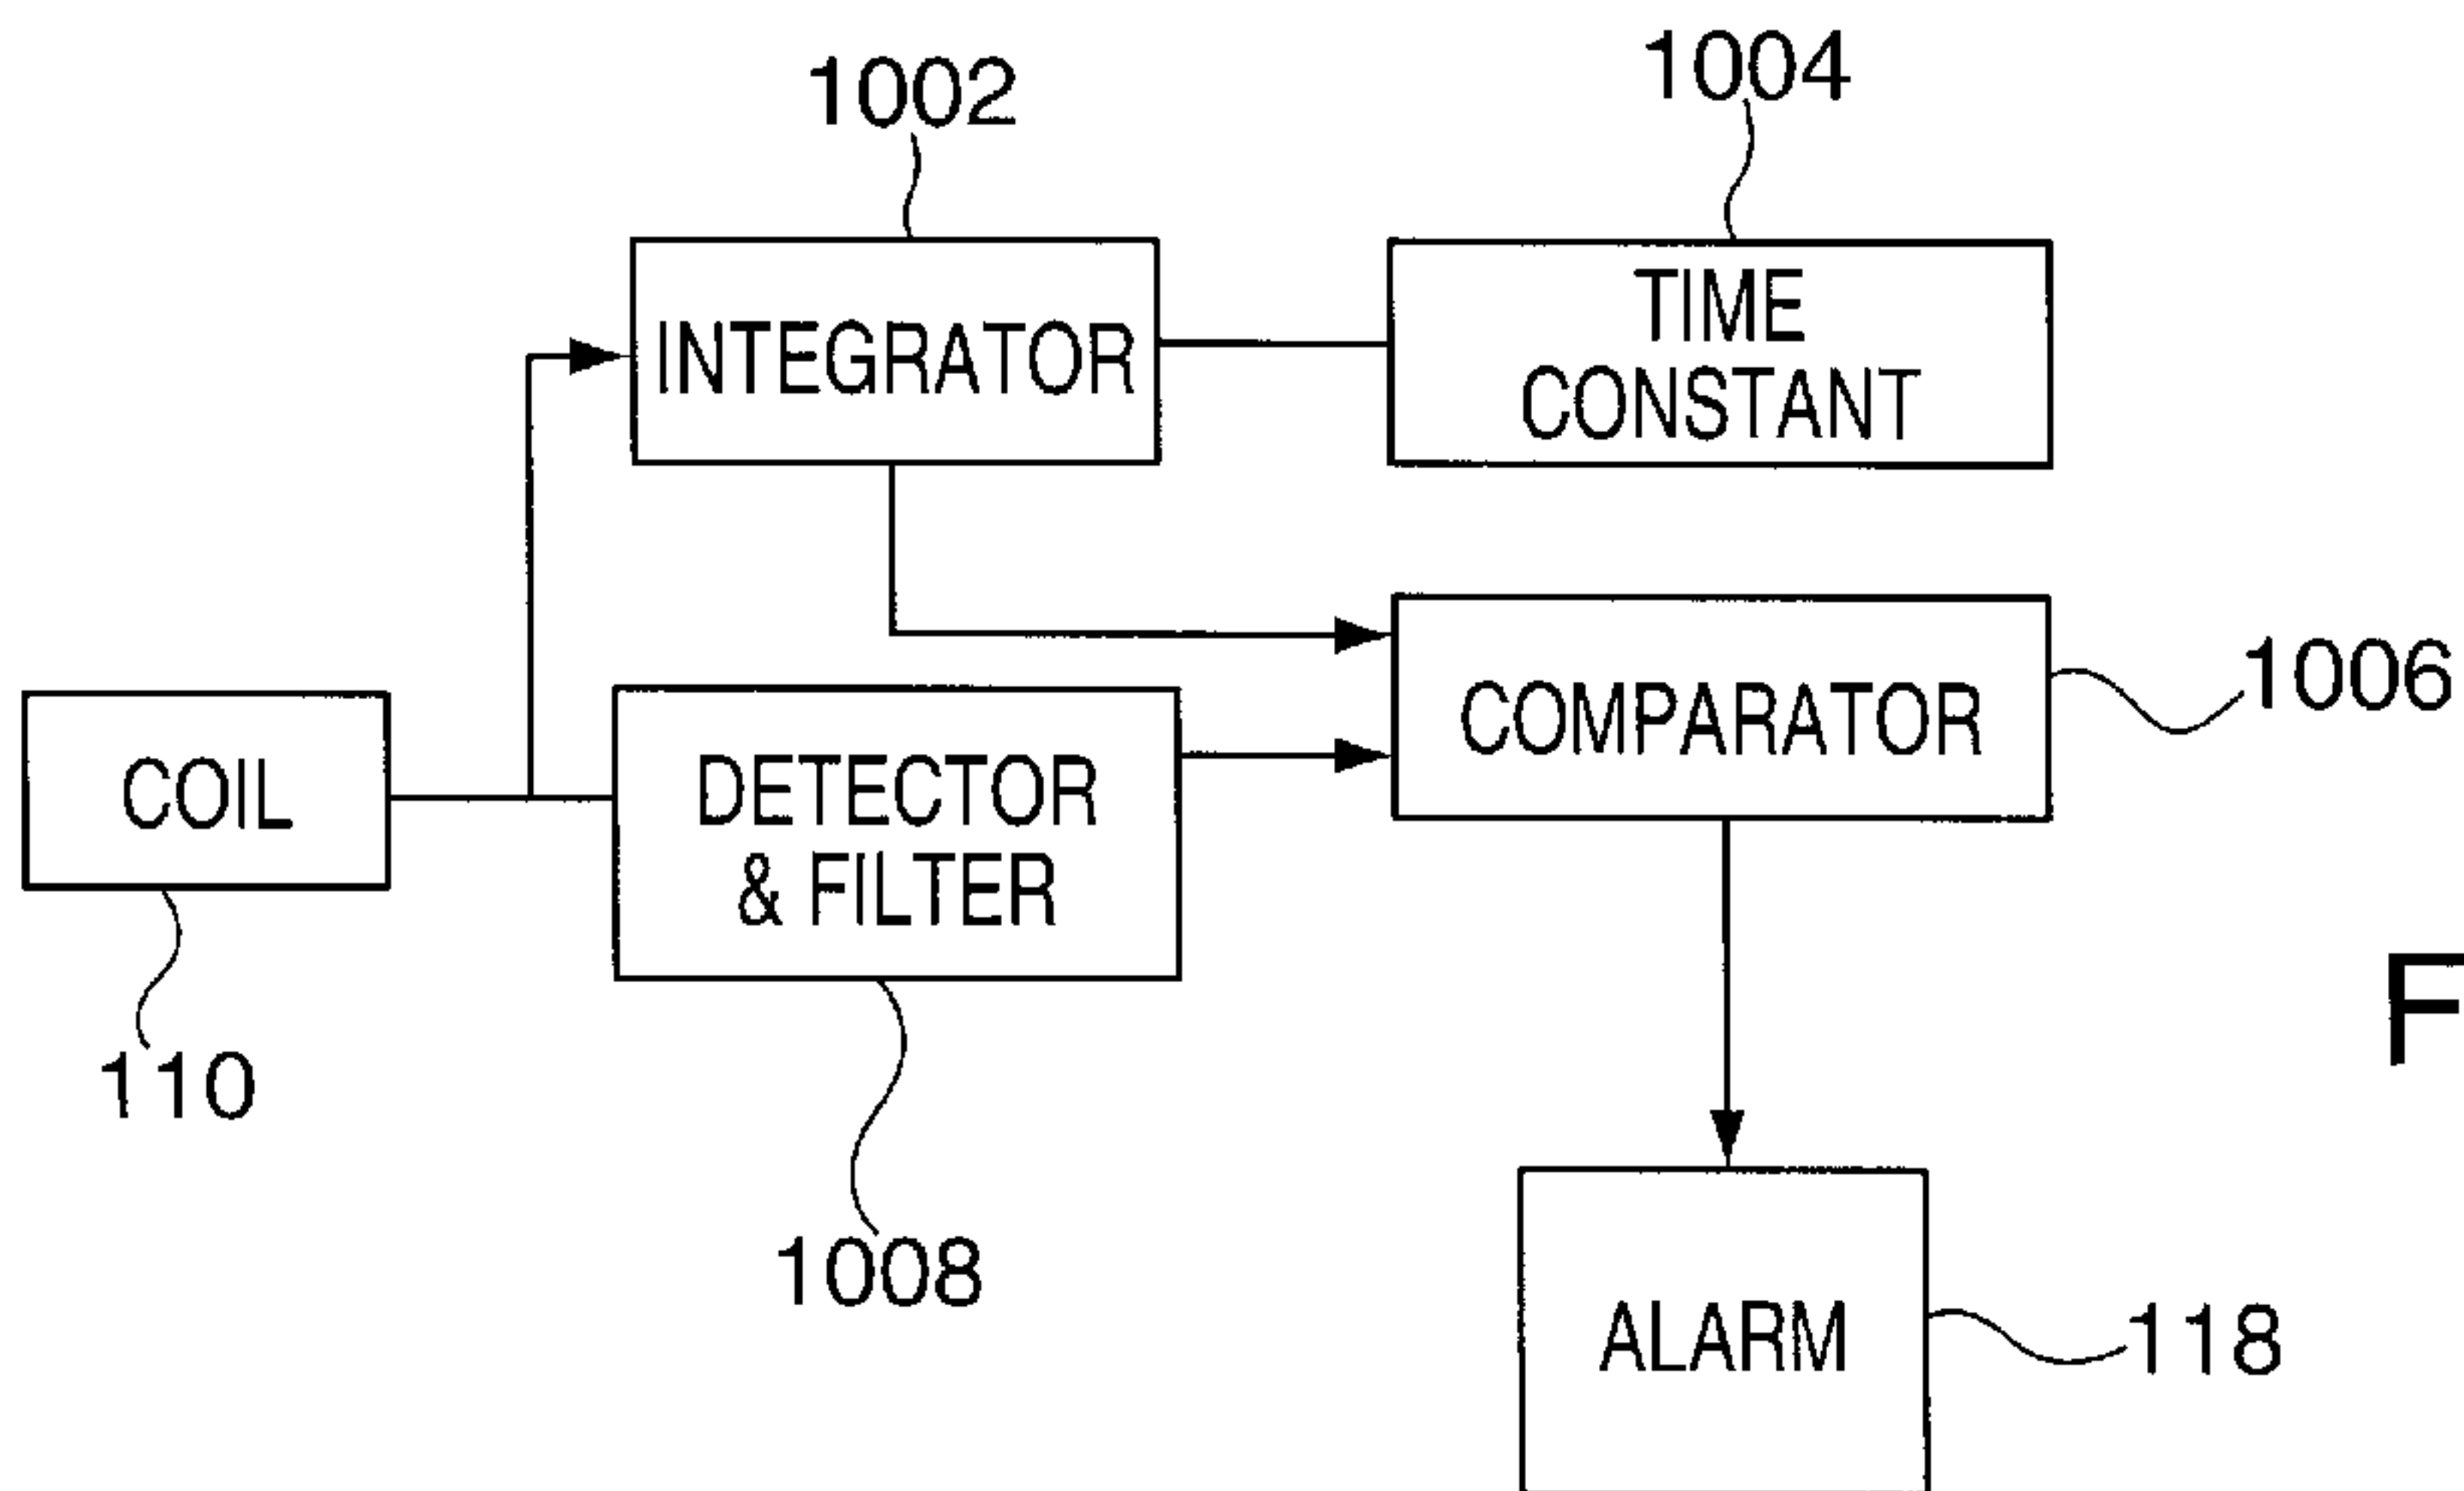 1002
1004
INTEGRATOR
TIME
CONSTANT
COMPARATOR
1006
COIL
DETECTOR
& FILTER
110
1008
F
ALARM
118